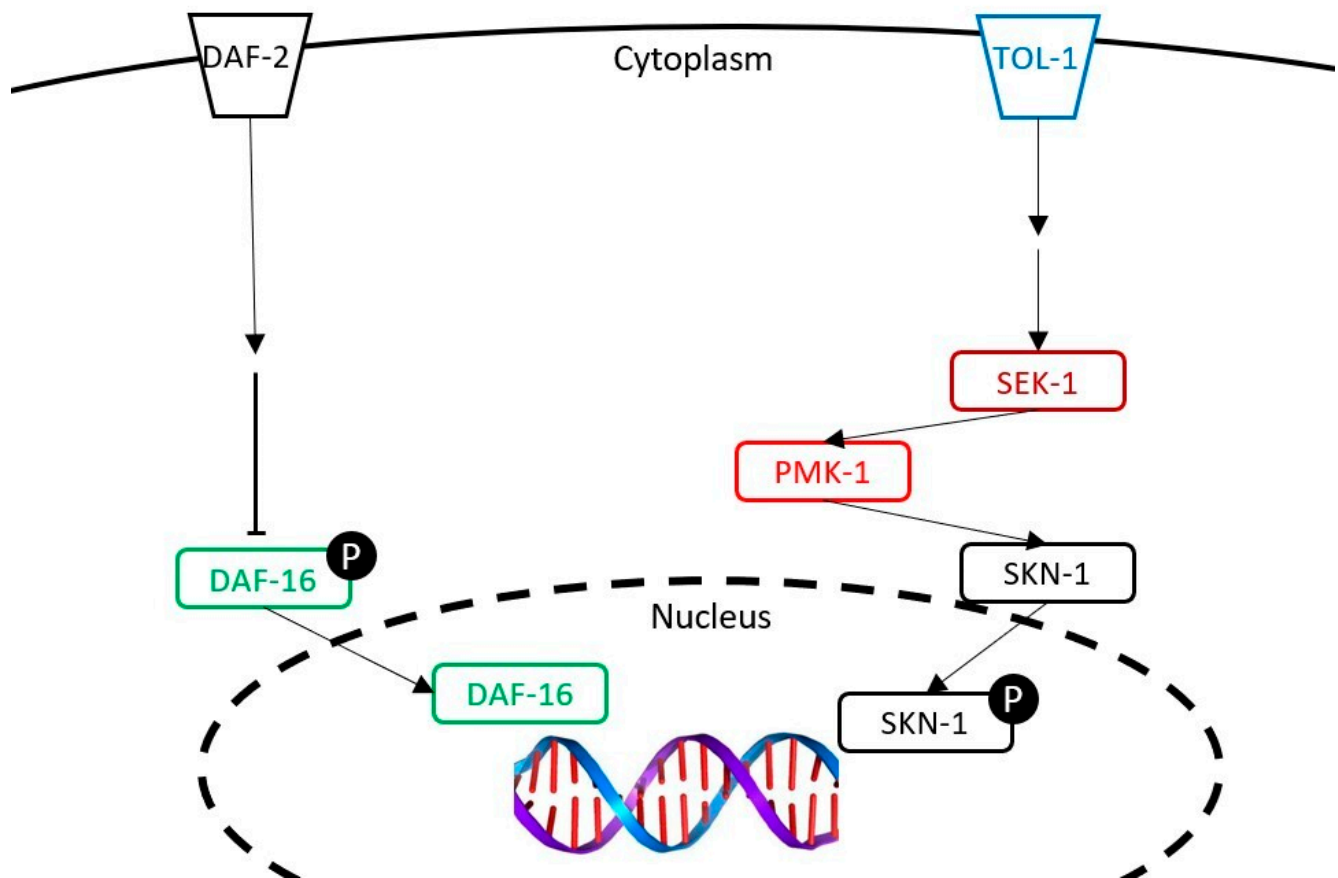 DAF-2
Cytoplasm
TOL-1
SEK-1
PMK-1
P
DAF-16
SKN-1
Nucleus
DAF-16
P
SKN-1